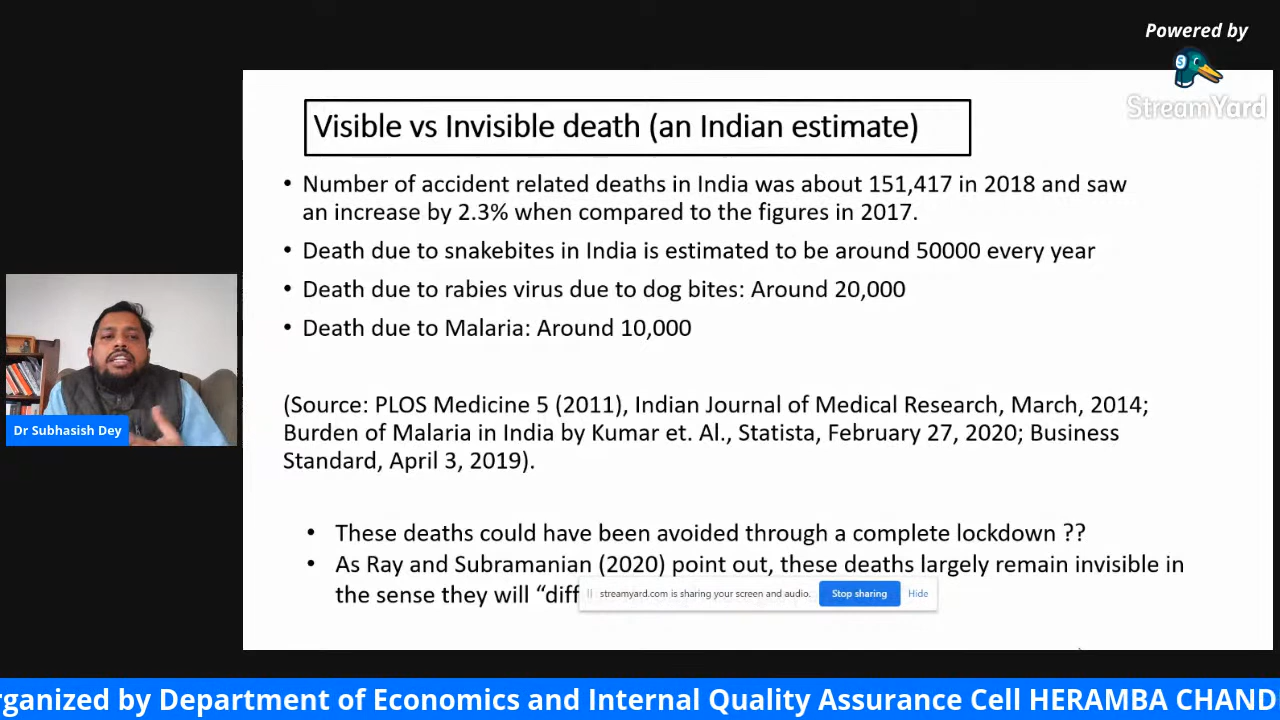 Powered by
StreamYard
Visible vs Invisible death (an Indian estimate)
• Number of accident related deaths in India was about 151,417 in 2018 and saw
an increase by 2.3% when compared to the figures in 2017.
• Death due to snakebites in India is estimated to be around 50000 every year
• Death due to rabies virus due to dog bites: Around 20,000
• Death due to Malaria: Around 10,000
(Source: PLOS Medicine 5 (2011), Indian Journal of Medical Research, March, 2014;
Burden of Malaria in India by Kumar et. Al., Statista, February 27, 2020; Business
Standard, April 3, 2019).
Dr Subhasish Dey
• These deaths could have been avoided through a complete lockdown ??
• As Ray and Subramanian (2020) point out, these deaths largely remain invisible in
the sense they will “diff
streamyard.com is sharing your screen and audio. Stop sharing Hide
rganized by Department of Economics and Internal Quality Assurance Cell HERAMBA CHAND